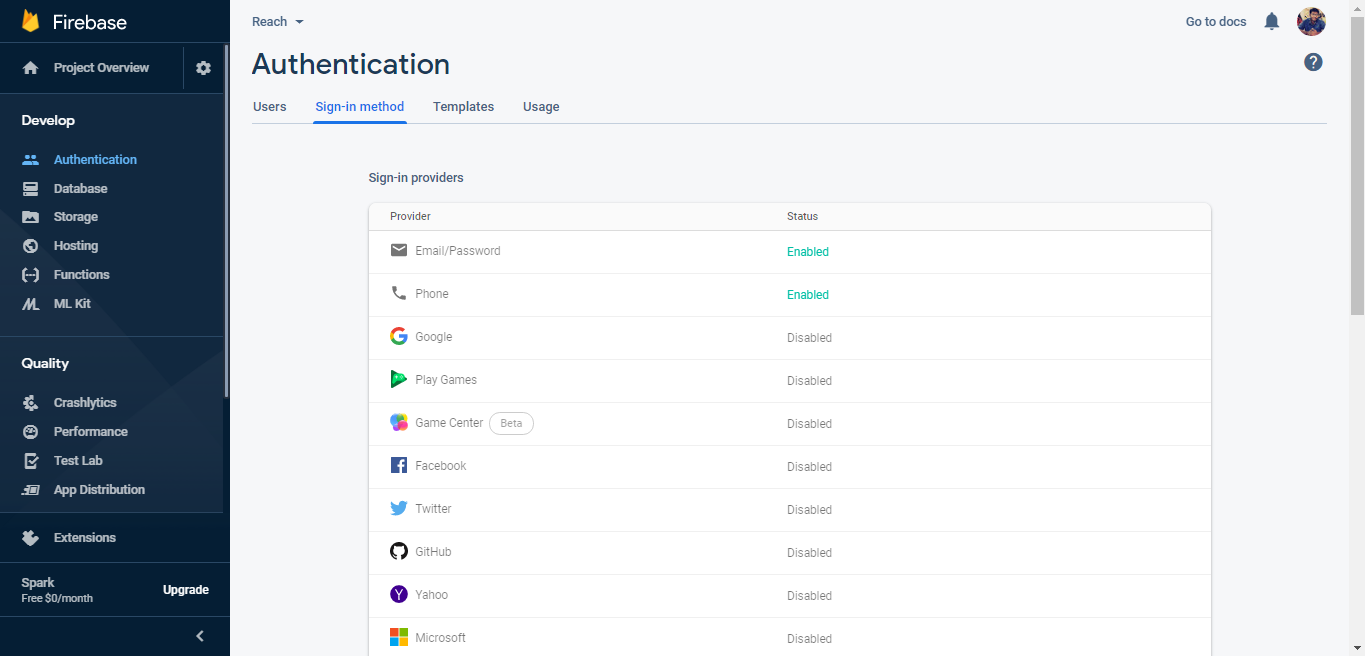 Firebase
Project Overview
Develop
Authentication
Database
Storage
Hosting
Functions
ML Kit
Quality
Crashlytics
Performance
Test Lab
App Distribution
Extensions
Spark
Free $0/month
Upgrade
Reach
Go to docs
Authentication
Users Sign-in method Templates Usage
Sign-in providers
Provider Status
Email/Password Enabled
Phone Enabled
Google Disabled
Play Games Disabled
Game Center Beta Disabled
Facebook Disabled
Twitter Disabled
GitHub Disabled
Yahoo Disabled
Microsoft Disabled